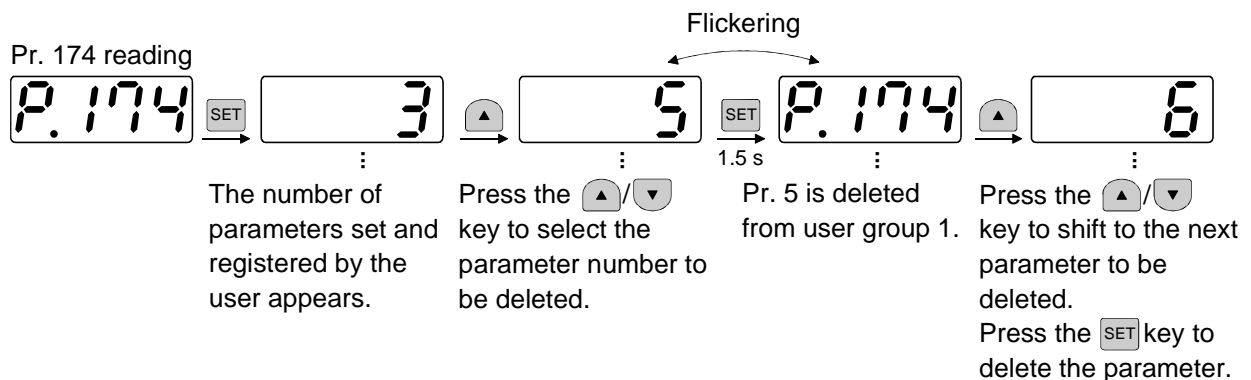 Flickering
Pr. 174 reading
P.174 SET 3 ▲ 5 SET P.174 ▲ 6
1.5 s
The number of
parameters set and
registered by the
user appears.
Press the ▲/▼
key to select the
parameter number to
be deleted.
Pr. 5 is deleted
from user group 1.
Press the ▲/▼
key to shift to the next
parameter to be
deleted.
Press the SET key to
delete the parameter.